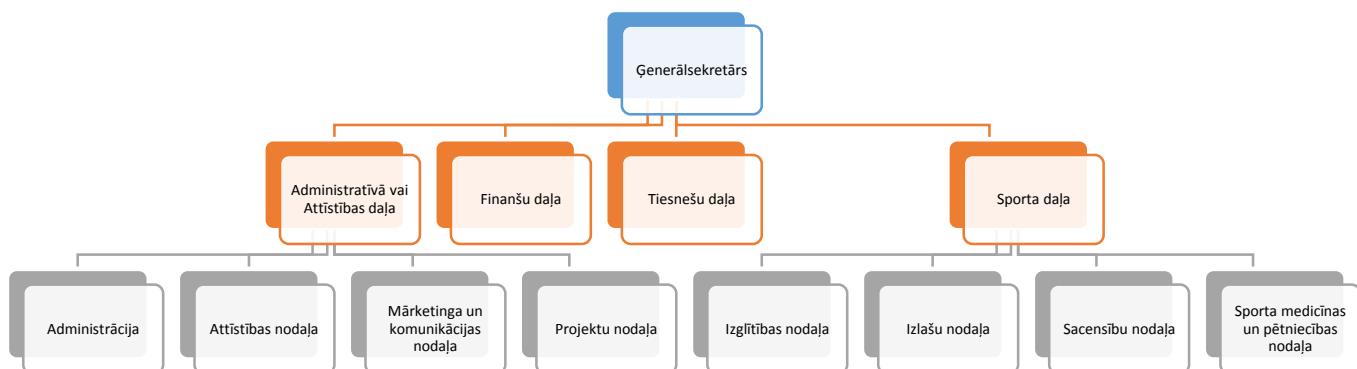 Ģenerālsekretārs
Administratīvā vai
Attīstības daļa
Finanšu daļa
Tiesnešu daļa
Sporta daļa
Administrācija
Attīstības nodaļa
Mārketinga un
komunikācijas
nodaļa
Projektu nodaļa
Izglītības nodaļa
Izlašu nodaļa
Sacensību nodaļa
Sporta medicīnas
un pētniecības
nodaļa